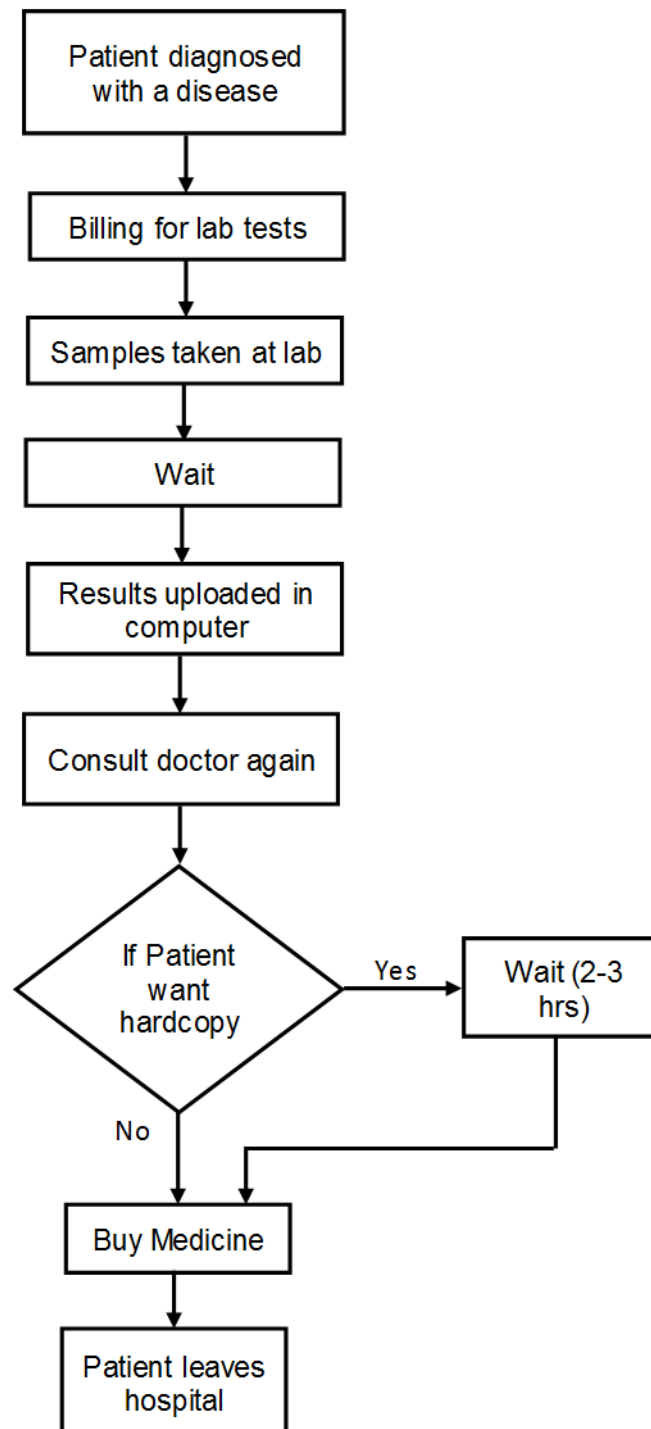 Patient diagnosed
with a disease
Billing for lab tests
Samples taken at lab
Wait
Results uploaded in
computer
Consult doctor again
If Patient
want
hardcopy
Yes
Wait (2-3
hrs)
No
Buy Medicine
Patient leaves
hospital